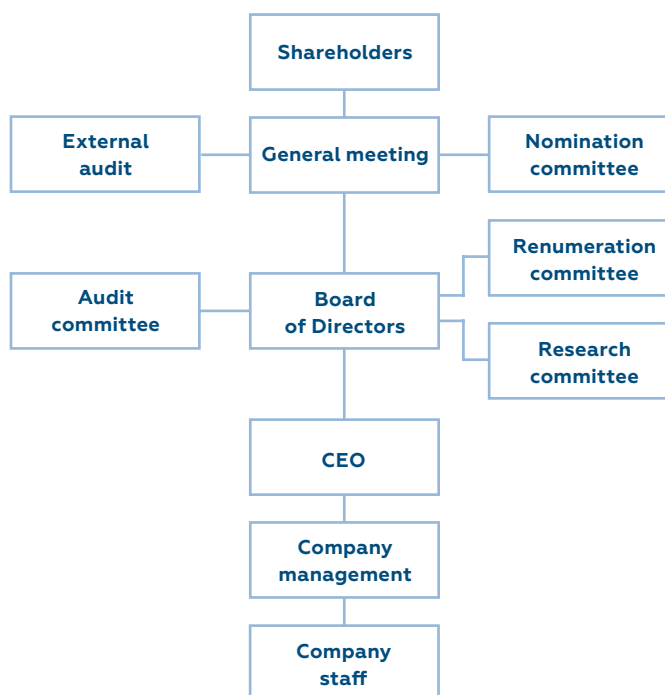 Shareholders
External
audit
General meeting
Nomination
committee
Renumeration
committee
Audit
committee
Board
of Directors
Research
committee
CEO
Company
management
Company
staff